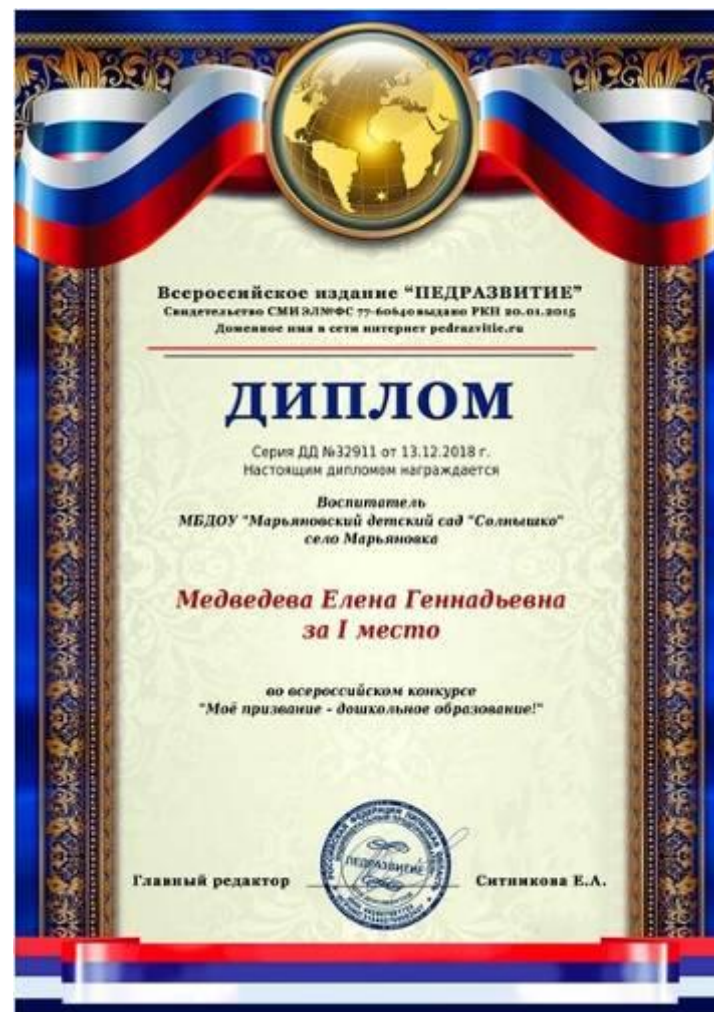 Всероссийское издание “ПЕДРАЗВИТИЕ”
Свидетельство СМИ ЭЛ№ФС 77-60640 выдано РКН 20.01.2015
Доменное имя в сети интернет pedrazvitie.ru
ДИПЛОМ
Серия ДД №32911 от 13.12.2018 г.
Настоящим дипломом награждается
Воспитатель
МБДОУ "Марьяновский детский сад "Солнышко"
село Марьяновка
Медведева Елена Геннадьевна
за I место
во всероссийском конкурсе
"Моё призвание - дошкольное образование!"
ПЕДРАЗВИТИЕ
Главный редактор
Ситникова Е.А.